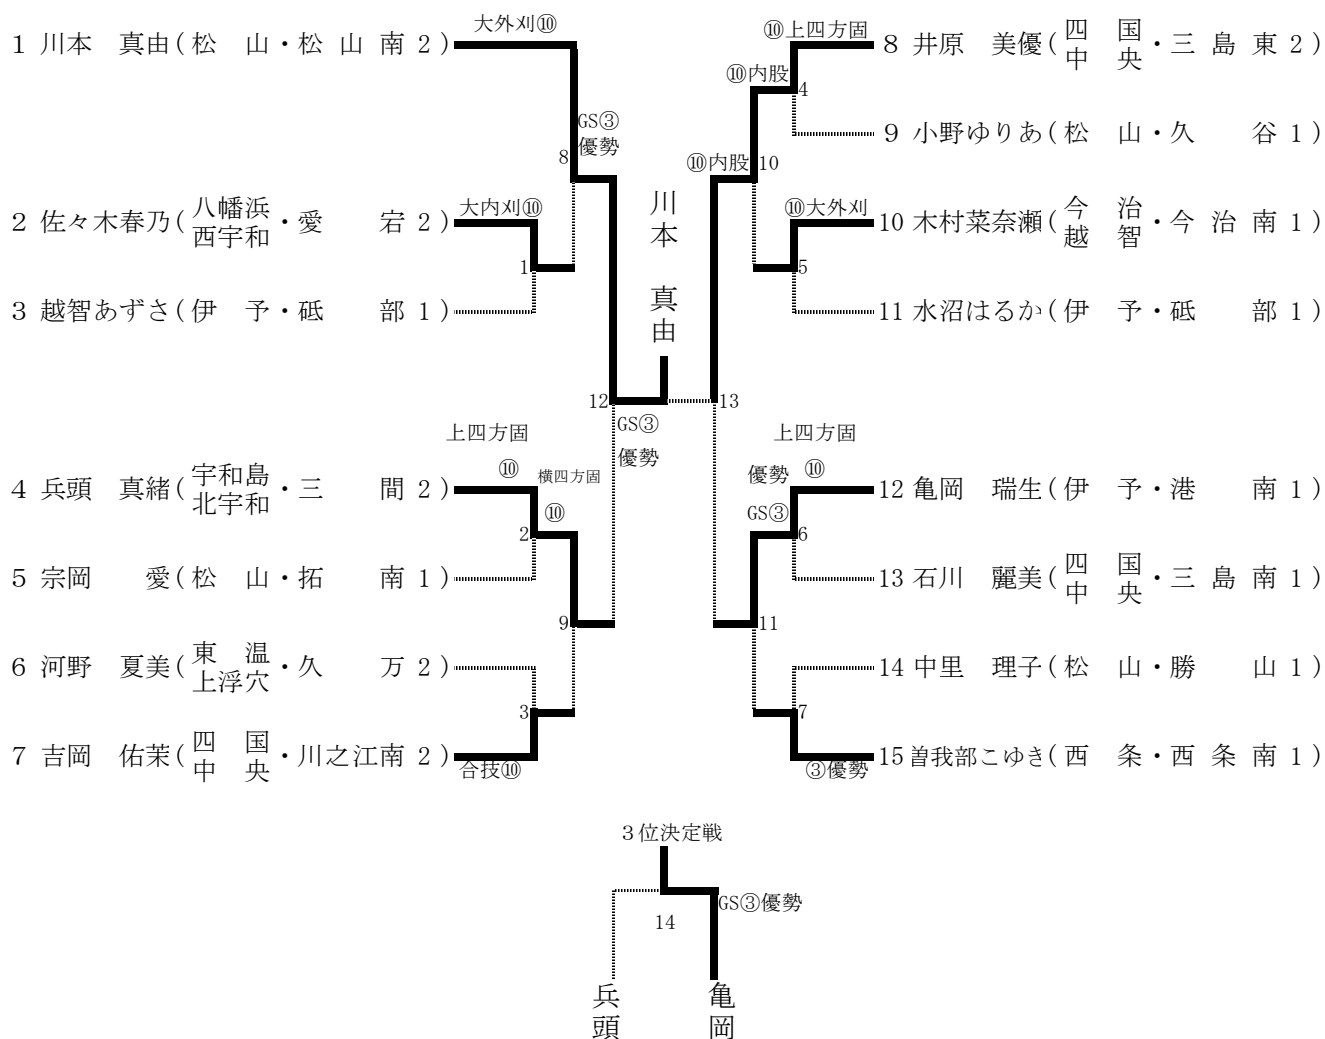 大外刈⑩
⑩上四方固
1 川本　真由(松　山・松山南2)
8 井原　美優(四国中央・三島東2)
⑩内股
4
9 小野ゆりあ(松　山・久　谷1)
GS③
優勢
8
⑩内股
10
川本　真由
2 佐々木春乃(八幡浜西宇和・愛　宕2)
大内刈⑩
⑩大外刈
10 木村菜奈瀬(今治越智・今治南1)
1
5
3 越智あずさ(伊　予・砥　部1)
11 水沼はるか(伊　予・砥　部1)
12
13
GS③
優勢
上四方固
⑩
横四方固
⑩
上四方固
⑩
優勢
GS③
4 兵頭　真緒(宇和島北宇和・三　間2)
12 亀岡　瑞生(伊　予・港　南1)
2
6
5 宗岡　　愛(松　山・拓　南1)
13 石川　麗美(四国中央・三島南1)
9
11
6 河野　夏美(東温上浮穴・久　万2)
14 中里　理子(松　山・勝　山1)
3
7
7 吉岡　佑茉(四国中央・川之江南2)
合技⑩
③優勢
15 曽我部こゆき(西　条・西条南1)
3位決定戦
GS③優勢
14
兵頭
亀岡